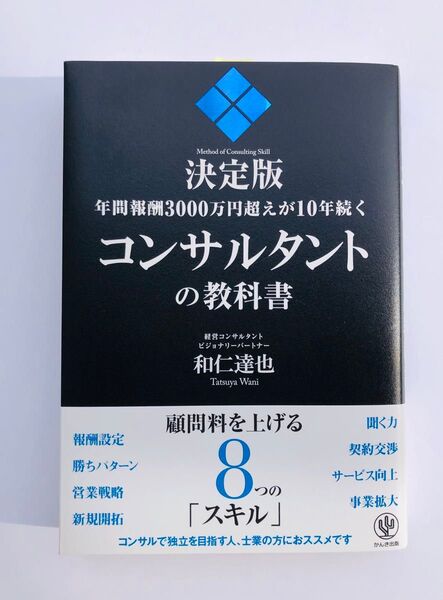 Method of Consulting Skill
決定版
年間報酬3000万円超えが10年続く
コンサルタント
の教科書
経営コンサルタント
ビジョナリーパートナー
和仁達也
Tatsuya Wani
顧問料を上げる
8つの
「スキル」
報酬設定
勝ちパターン
営業戦略
新規開拓
聞く力
契約交渉
サービス向上
事業拡大
コンサルで独立を目指す人、士業の方におススメです
かんき出版